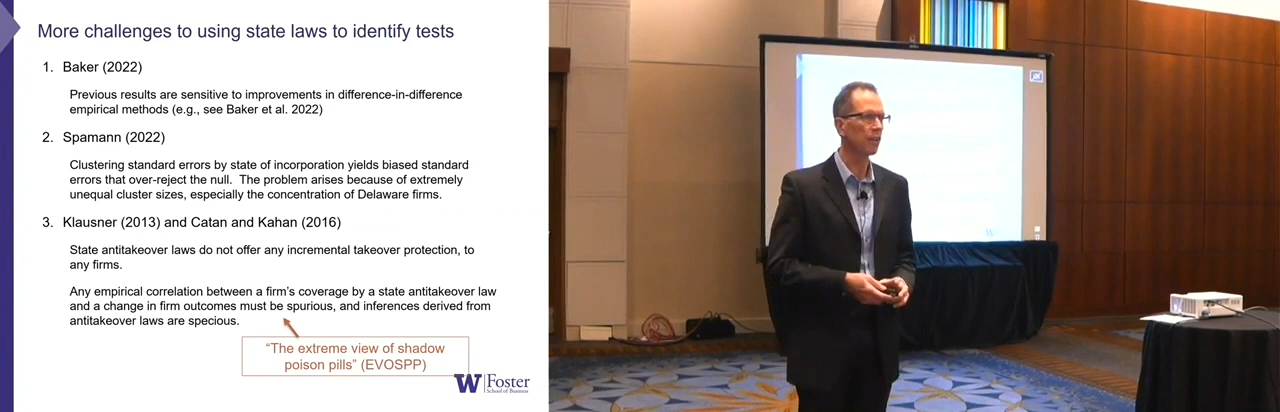 More challenges to using state laws to identify tests
1. Baker (2022)
Previous results are sensitive to improvements in difference-in-difference
empirical methods (e.g., see Baker et al. 2022)
2. Spamann (2022)
Clustering standard errors by state of incorporation yields biased standard
errors that over-reject the null. The problem arises because of extremely
unequal cluster sizes, especially the concentration of Delaware firms.
3. Klausner (2013) and Catan and Kahan (2016)
State antitakeover laws do not offer any incremental takeover protection, to
any firms.
Any empirical correlation between a firm's coverage by a state antitakeover law
and a change in firm outcomes must be spurious, and inferences derived from
antitakeover laws are specious.
"The extreme view of shadow
poison pills" (EVOSPP)
W Foster
School of Business